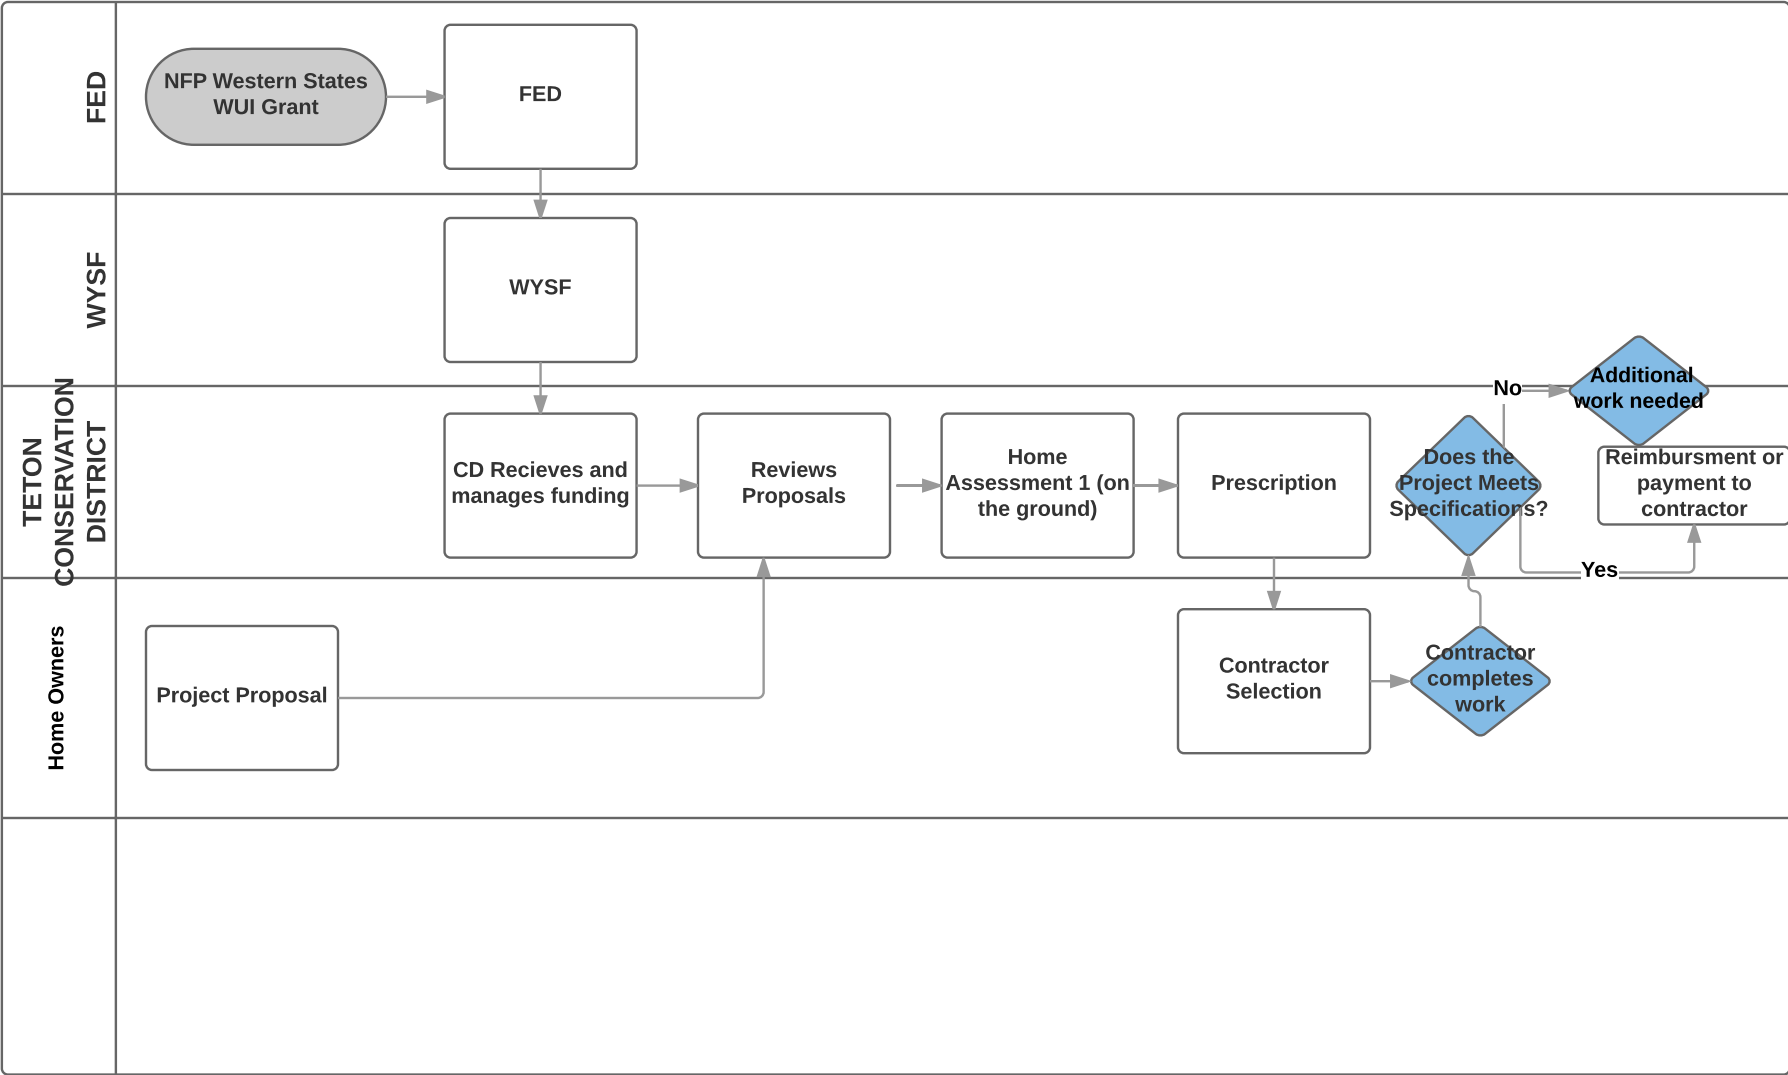 FED
NFP Western States
WUI Grant
FED
WYSF
WYSF
TETON
CONSERVATION
DISTRICT
CD Recieves and
manages funding
Reviews
Proposals
Home
Assessment 1 (on
the ground)
Prescription
Does the
Project Meets
Specifications?
No
Additional
work needed
Reimbursment or
payment to
contractor
Yes
Home Owners
Project Proposal
Contractor
Selection
Contractor
completes
work